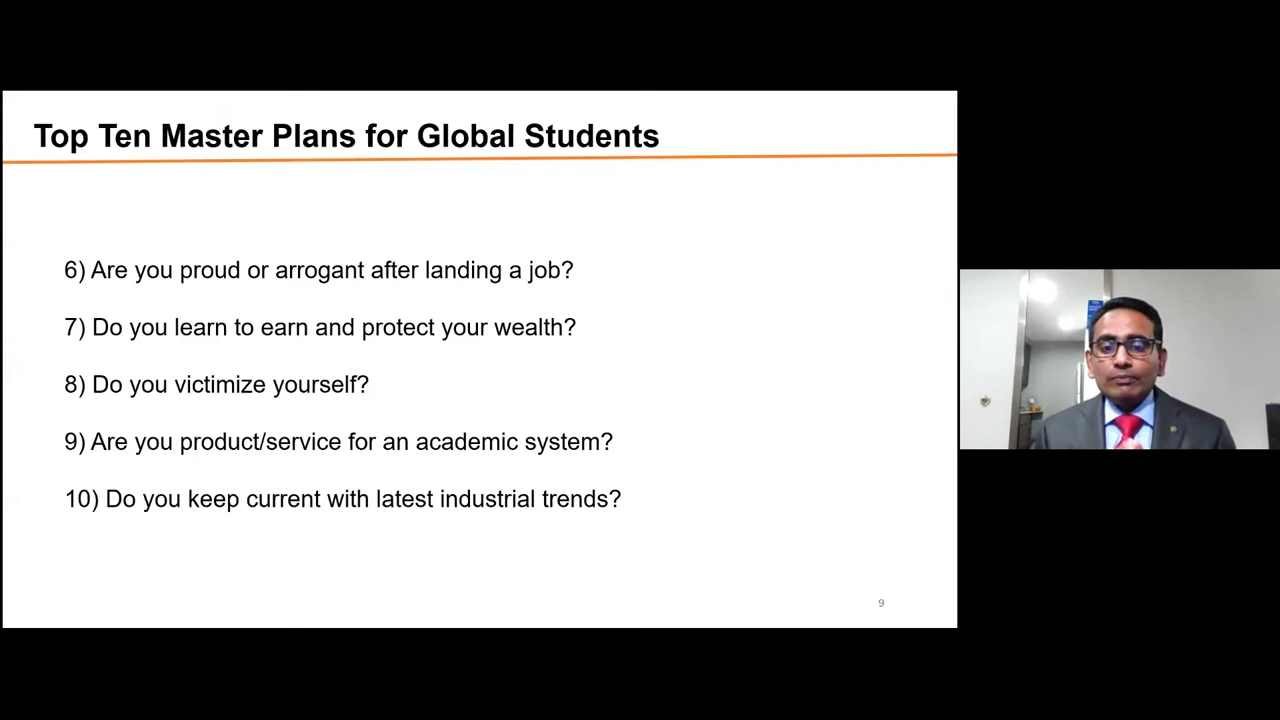 Top Ten Master Plans for Global Students
6) Are you proud or arrogant after landing a job?
7) Do you learn to earn and protect your wealth?
8) Do you victimize yourself?
9) Are you product/service for an academic system?
10) Do you keep current with latest industrial trends?
9